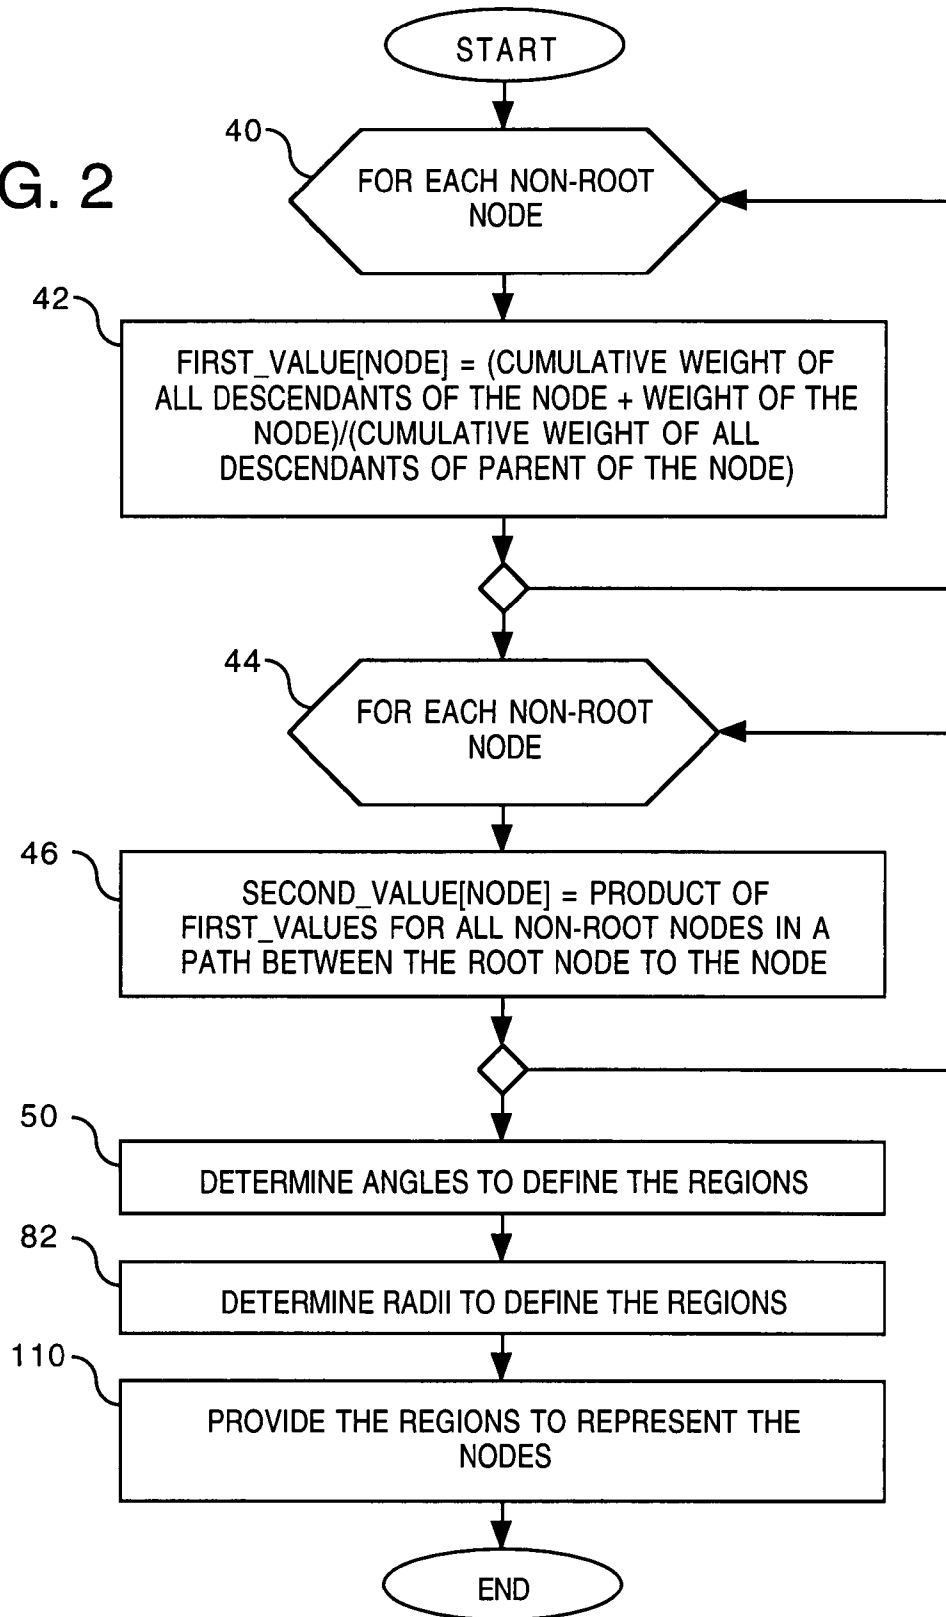 START
40
G. 2
FOR EACH NON-ROOT
NODE
42
FIRST_VALUE[NODE] = (CUMULATIVE WEIGHT OF
ALL DESCENDANTS OF THE NODE + WEIGHT OF THE
NODE)/(CUMULATIVE WEIGHT OF ALL
DESCENDANTS OF PARENT OF THE NODE)
44
FOR EACH NON-ROOT
NODE
46
SECOND_VALUE[NODE] = PRODUCT OF
FIRST_VALUES FOR ALL NON-ROOT NODES IN A
PATH BETWEEN THE ROOT NODE TO THE NODE
50
DETERMINE ANGLES TO DEFINE THE REGIONS
82
DETERMINE RADII TO DEFINE THE REGIONS
110
PROVIDE THE REGIONS TO REPRESENT THE
NODES
END